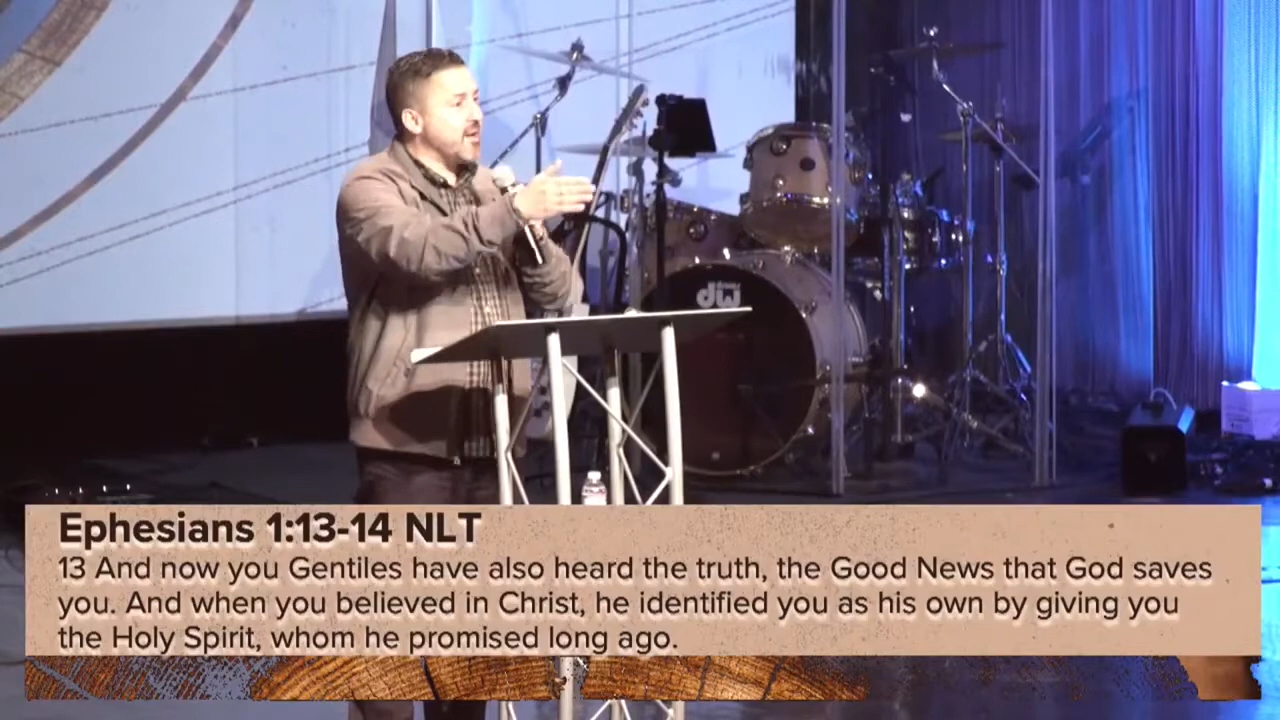 dw
Ephesians 1:13-14 NLT
13 And now you Gentiles have also heard the truth, the Good News that God saves
you. And when you believed in Christ, he identified you as his own by giving you
the Holy Spirit, whom he promised long ago.